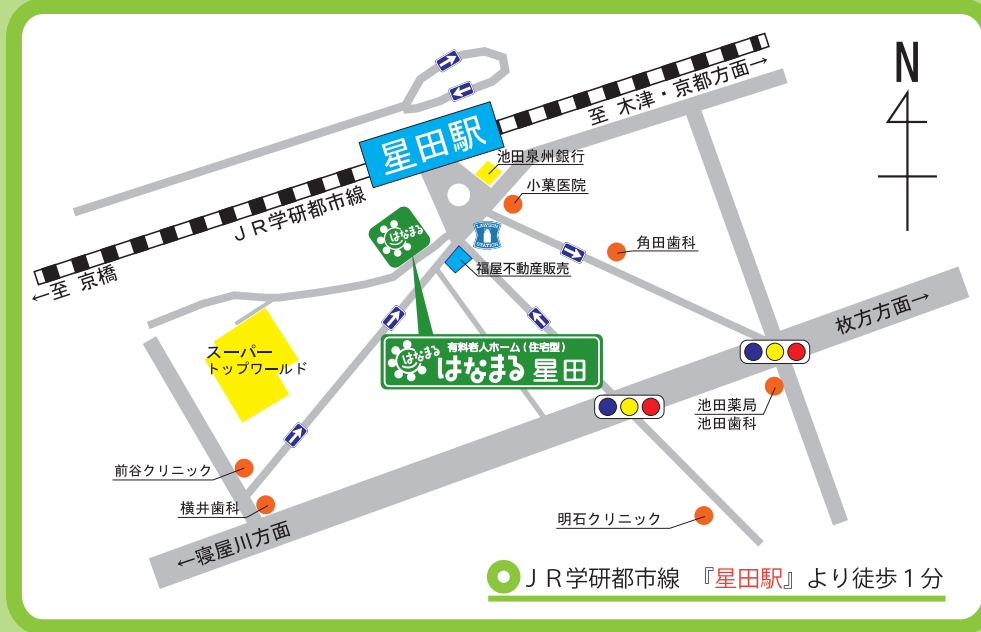 N
至 木津・京都方面→
星田駅
池田泉州銀行
小菓医院
ＪＲ学研都市線
はなまる
LAWSON
STATION
角田歯科
←至 京橋
福屋不動産販売
枚方方面→
スーパー
トップワールド
はなまる
有料老人ホーム（住宅型）
はなまる 星田
池田薬局
池田歯科
前谷クリニック
横井歯科
明石クリニック
←寝屋川方面
ＪＲ学研都市線 『星田駅』より徒歩１分